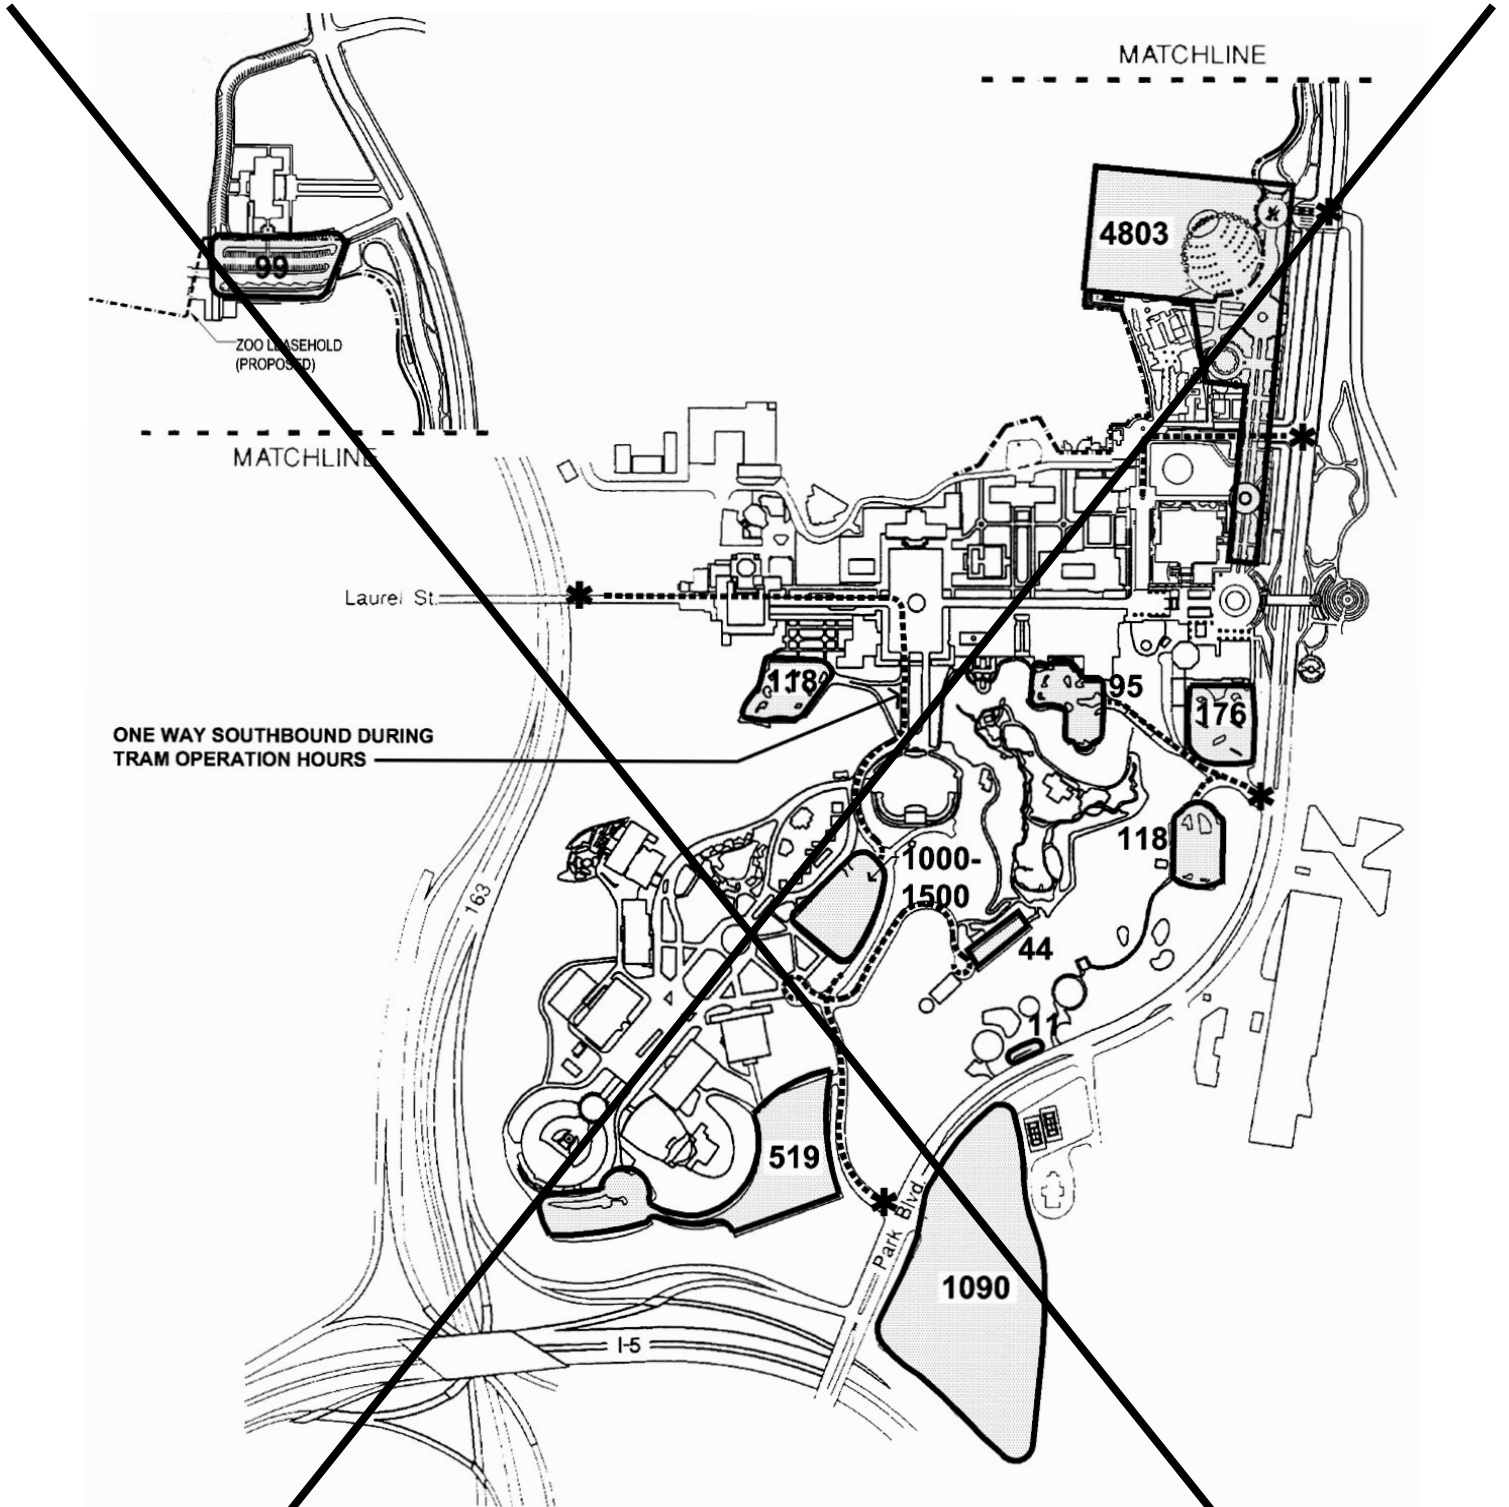 MATCHLINE
4803
99
ZOO LEASEHOLD
(PROPOSED)
MATCHLINE
Laurel St.
118
95
176
ONE WAY SOUTHBOUND DURING
TRAM OPERATION HOURS
118
1000-
1500
163
44
11
519
Park Blvd.
1090
I-5